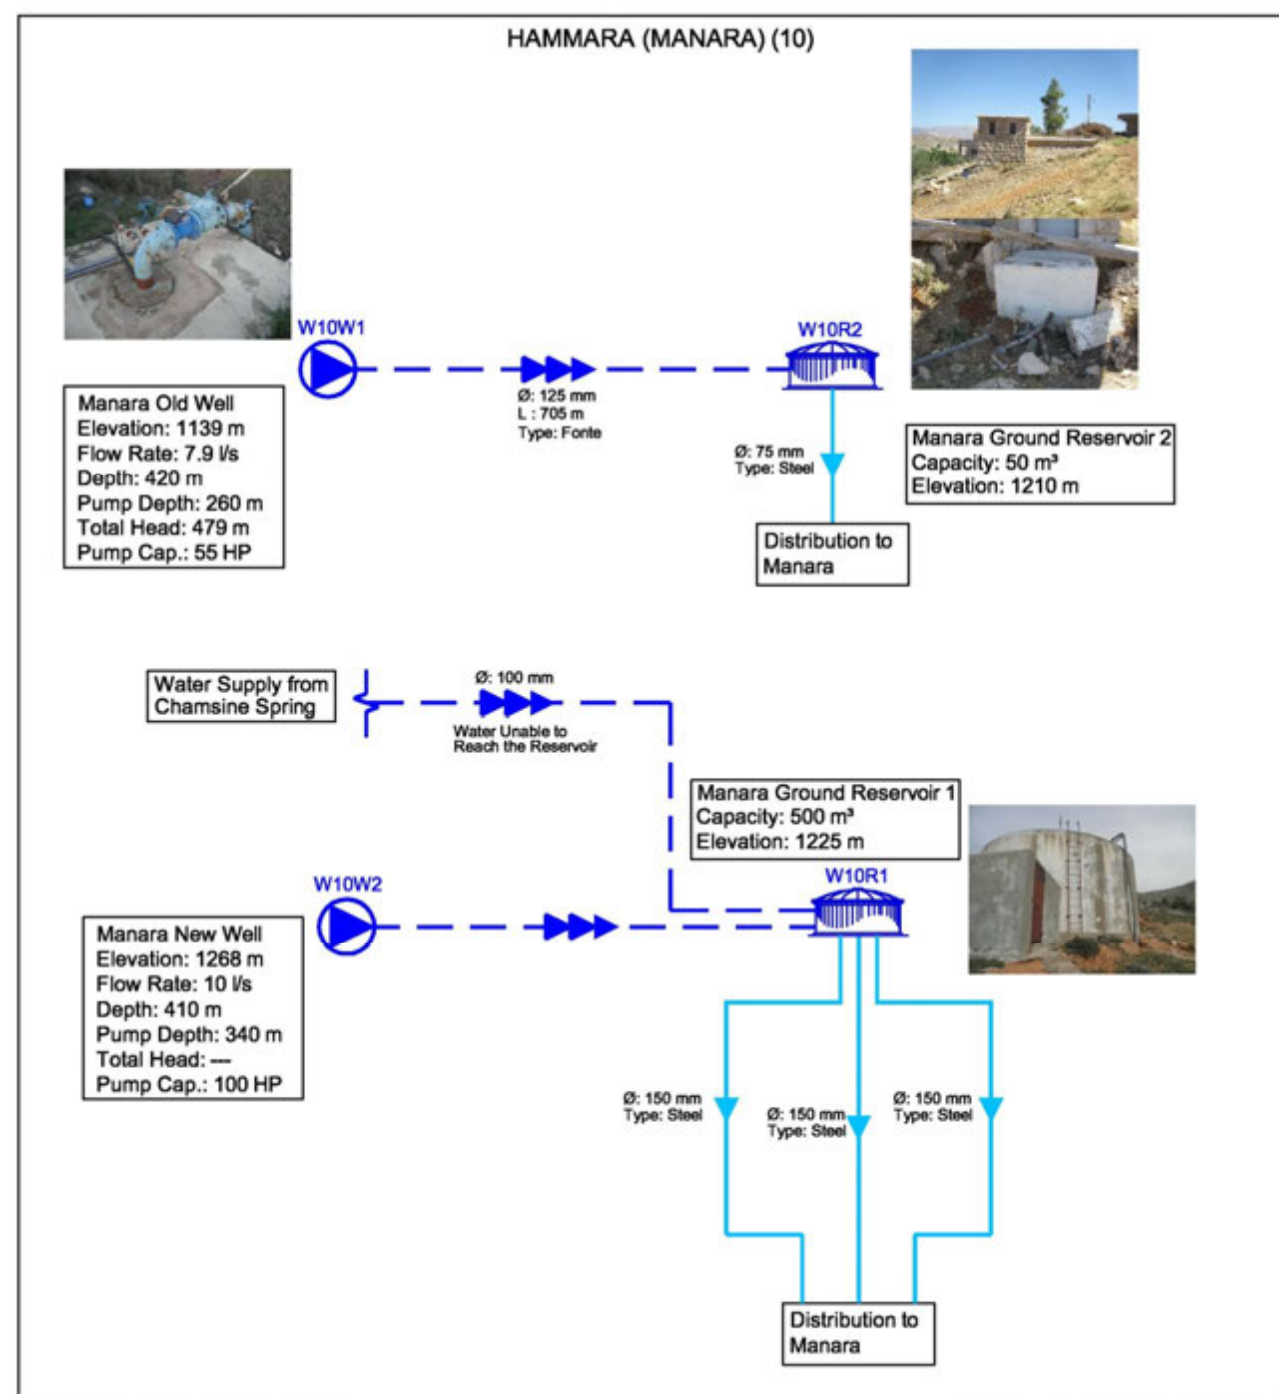 HAMMARA (MANARA) (10)
W10W1
Manara Old Well
Elevation: 1139 m
Flow Rate: 7.9 l/s
Depth: 420 m
Pump Depth: 260 m
Total Head: 479 m
Pump Cap.: 55 HP
Ø: 125 mm
L : 705 m
Type: Fonte
W10R2
Ø: 75 mm
Type: Steel
Manara Ground Reservoir 2
Capacity: 50 m³
Elevation: 1210 m
Distribution to
Manara
Water Supply from
Chamsine Spring
Ø: 100 mm
Water Unable to
Reach the Reservoir
Manara Ground Reservoir 1
Capacity: 500 m³
Elevation: 1225 m
W10R1
W10W2
Manara New Well
Elevation: 1268 m
Flow Rate: 10 l/s
Depth: 410 m
Pump Depth: 340 m
Total Head: ---
Pump Cap.: 100 HP
Ø: 150 mm
Type: Steel
Ø: 150 mm
Type: Steel
Ø: 150 mm
Type: Steel
Distribution to
Manara